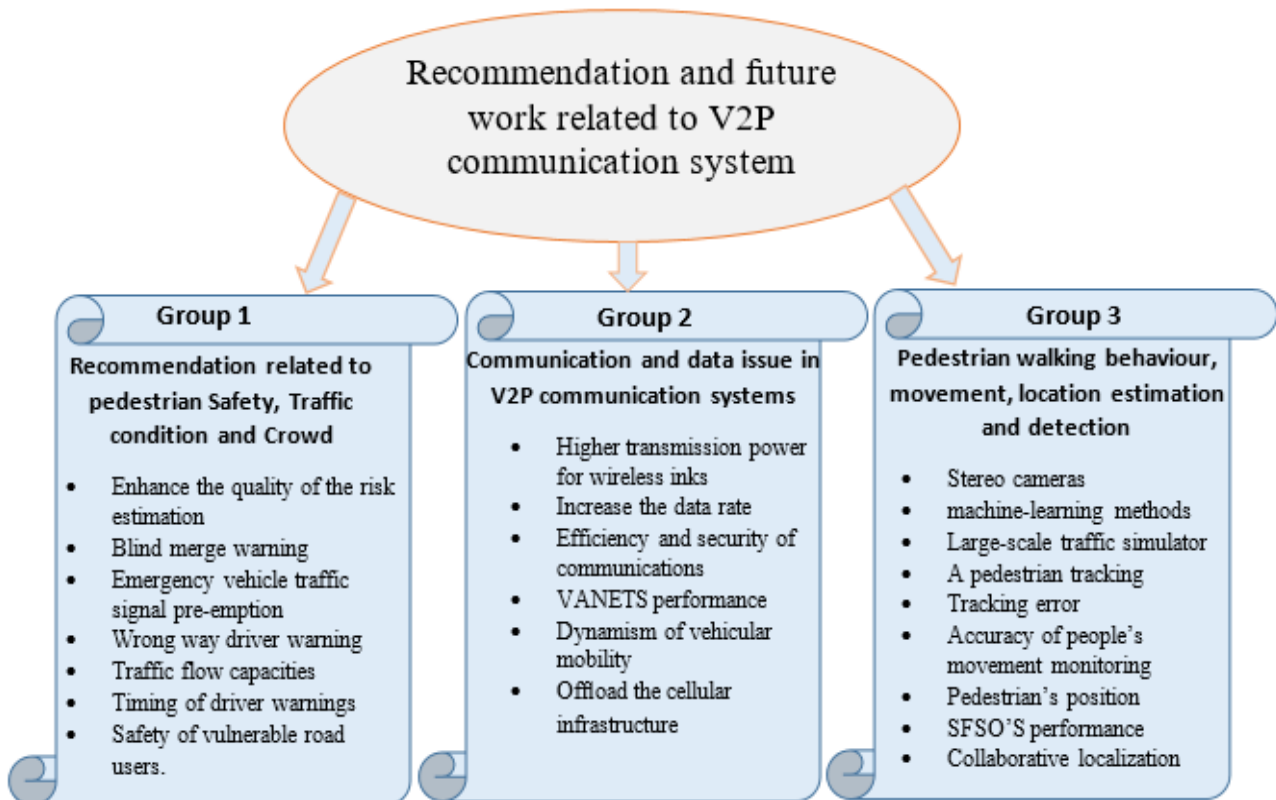 Recommendation and future
work related to V2P
communication system
Group 1
Recommendation related to
pedestrian Safety, Traffic
condition and Crowd
• Enhance the quality of the risk
estimation
• Blind merge warning
• Emergency vehicle traffic
signal pre-emption
• Wrong way driver warning
• Traffic flow capacities
• Timing of driver warnings
• Safety of vulnerable road
users.
Group 2
Communication and data issue in
V2P communication systems
• Higher transmission power
for wireless inks
• Increase the data rate
• Efficiency and security of
communications
• VANETS performance
• Dynamism of vehicular
mobility
• Offload the cellular
infrastructure
Group 3
Pedestrian walking behaviour,
movement, location estimation
and detection
• Stereo cameras
• machine-learning methods
• Large-scale traffic simulator
• A pedestrian tracking
• Tracking error
• Accuracy of people’s
movement monitoring
• Pedestrian’s position
• SFSO’S performance
• Collaborative localization